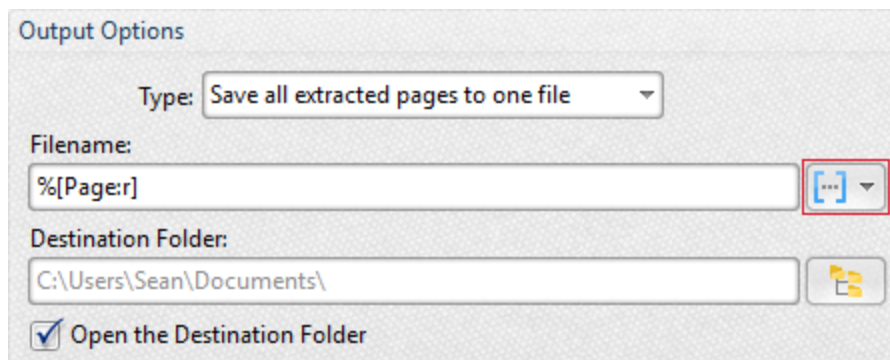 Output Options
Type: Save all extracted pages to one file
Filename:
%[Page:r]
Destination Folder:
C:\Users\Sean\Documents\
Open the Destination Folder